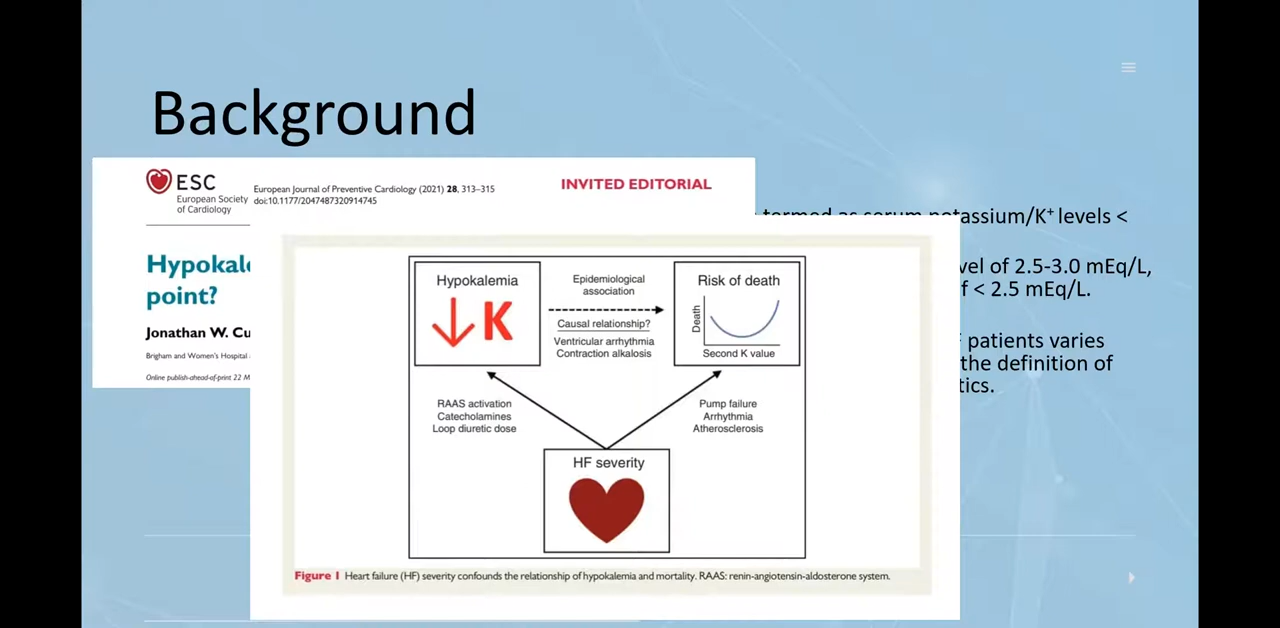 Background
ESC
European Society
of Cardiology
European Journal of Preventive Cardiology (2021) 28, 313–315
doi:10.1177/2047487320914745
INVITED EDITORIAL
termed as serum potassium/K⁺ levels <
of 2.5-3.0 mEq/L,
< 2.5 mEq/L.
patients varies
the definition of
point?
Jonathan W.
Brigham and Women's Hospital
Online publish-ahead-of-print 22
Hypokalemia
K
Epidemiological
association
Causal relationship?
Ventricular arrhythmia
Contraction alkalosis
Risk of death
Death
Second K value
RAAS activation
Catecholamines
Loop diuretic dose
Pump failure
Arrhythmia
Atherosclerosis
HF severity
Figure 1 Heart failure (HF) severity confounds the relationship of hypokalemia and mortality. RAAS: renin-angiotensin-aldosterone system.